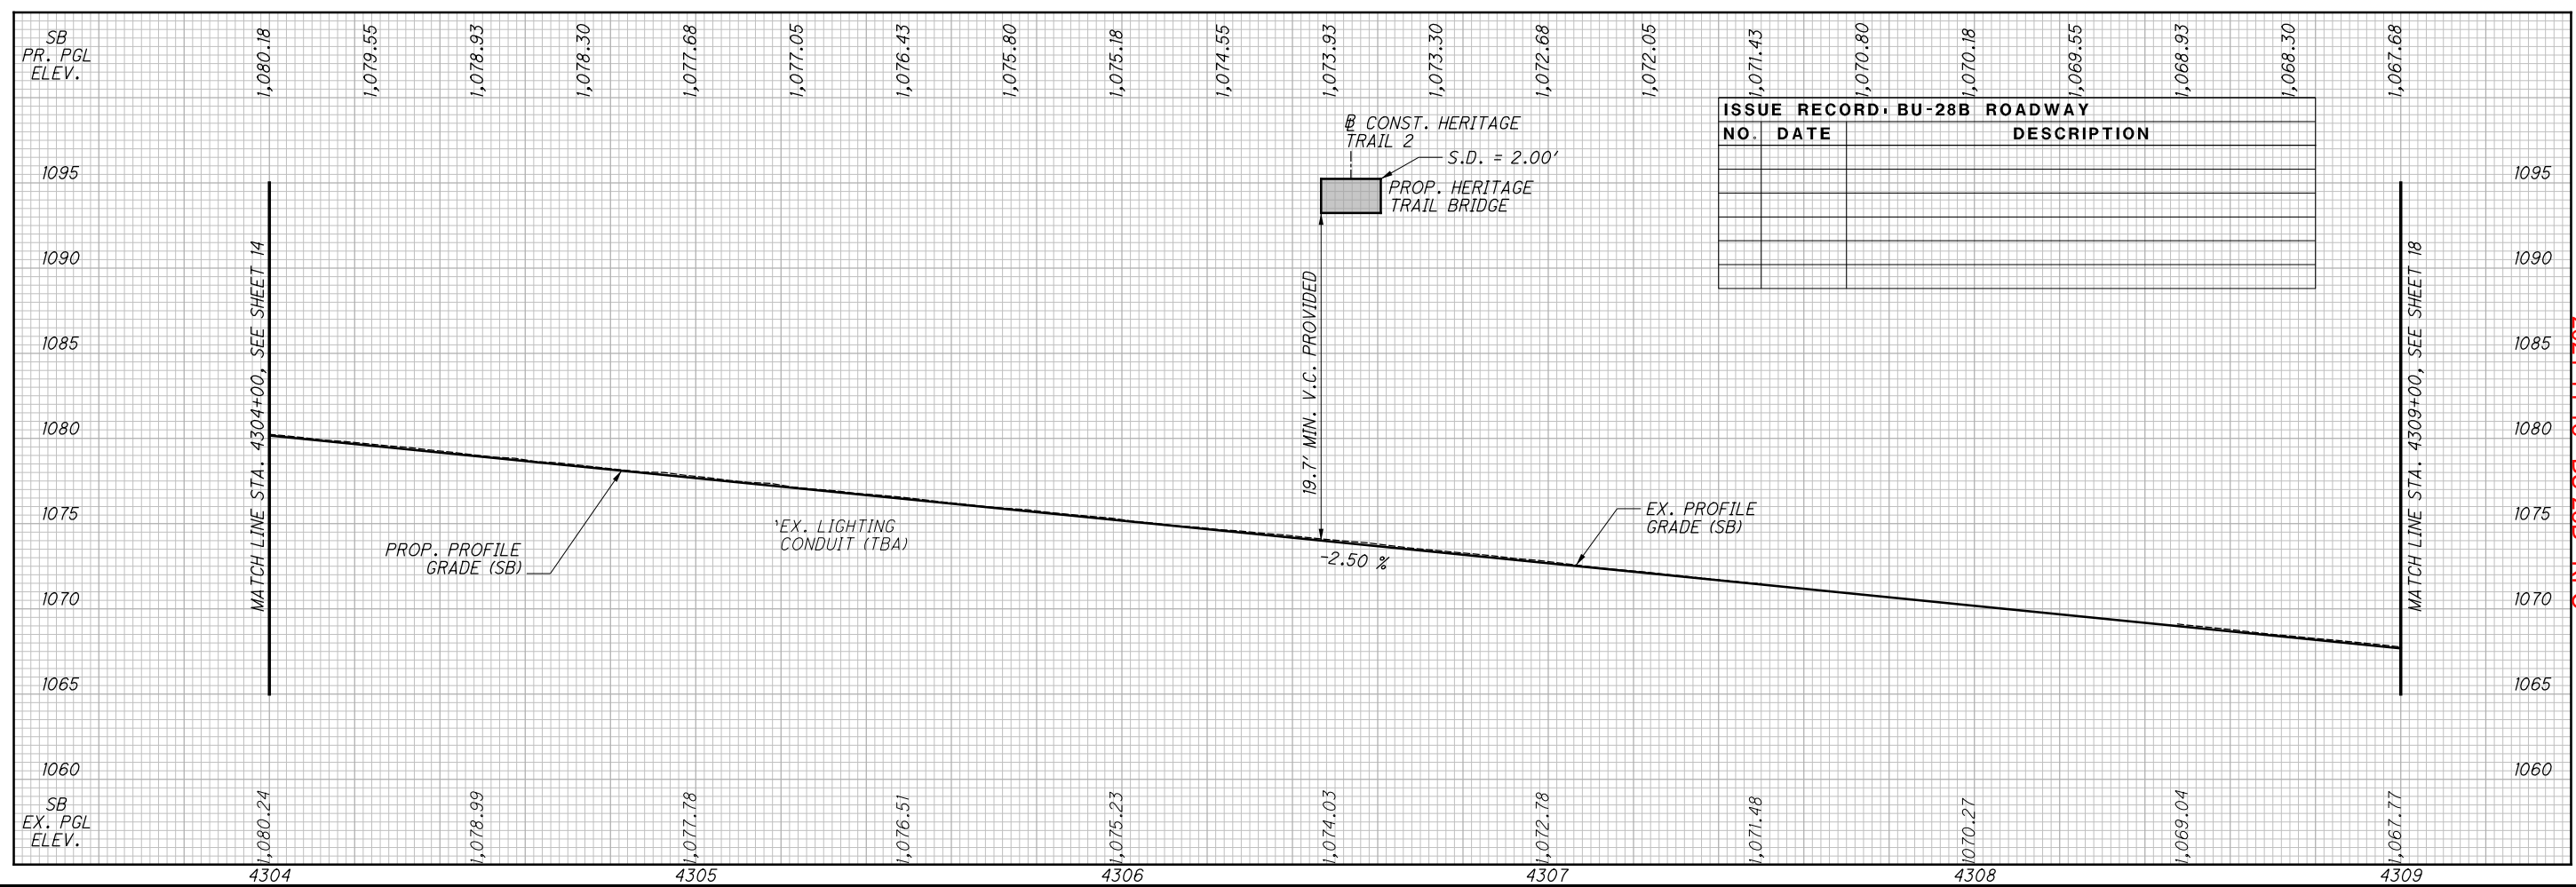 SB
PR. PGL
ELEV.
1,080.18
1,079.55
1,078.93
1,078.30
1,077.68
1,077.05
1,076.43
1,075.80
1,075.18
1,074.55
1,073.93
1,073.30
1,072.68
1,072.05
1,071.43
1,070.80
1,070.18
1,069.55
1,068.93
1,068.30
1,067.68
ISSUE RECORD: BU-28B ROADWAY
NO. DATE DESCRIPTION
CONST. HERITAGE
TRAIL 2
S.D. = 2.00'
PROP. HERITAGE
TRAIL BRIDGE
1095
1090
1085
1080
1075
1070
1065
1060
MATCH LINE STA. 4304+00, SEE SHEET 14
19.7' MIN. V.C. PROVIDED
PROP. PROFILE
GRADE (SB)
EX. LIGHTING
CONDUIT (TBA)
-2.50 %
EX. PROFILE
GRADE (SB)
MATCH LINE STA. 4309+00, SEE SHEET 18
1095
1090
1085
1080
1075
1070
1065
1060
SB
EX. PGL
ELEV.
1,080.24
1,078.99
1,077.78
1,076.51
1,075.23
1,074.03
1,072.78
1,071.48
1070.27
1,069.04
1,067.77
4304
4305
4306
4307
4308
4309